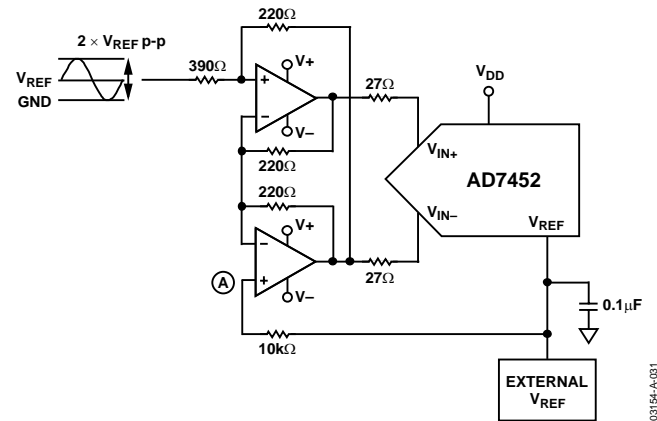 220Ω
2 × VREF p-p
390Ω
VREF
GND
+
V+
27Ω
VDD
–
V–
220Ω
VIN+
AD7452
220Ω
VIN–
VREF
–
V+
+
V–
27Ω
A
0.1μF
10kΩ
EXTERNAL
VREF
03154-A-031